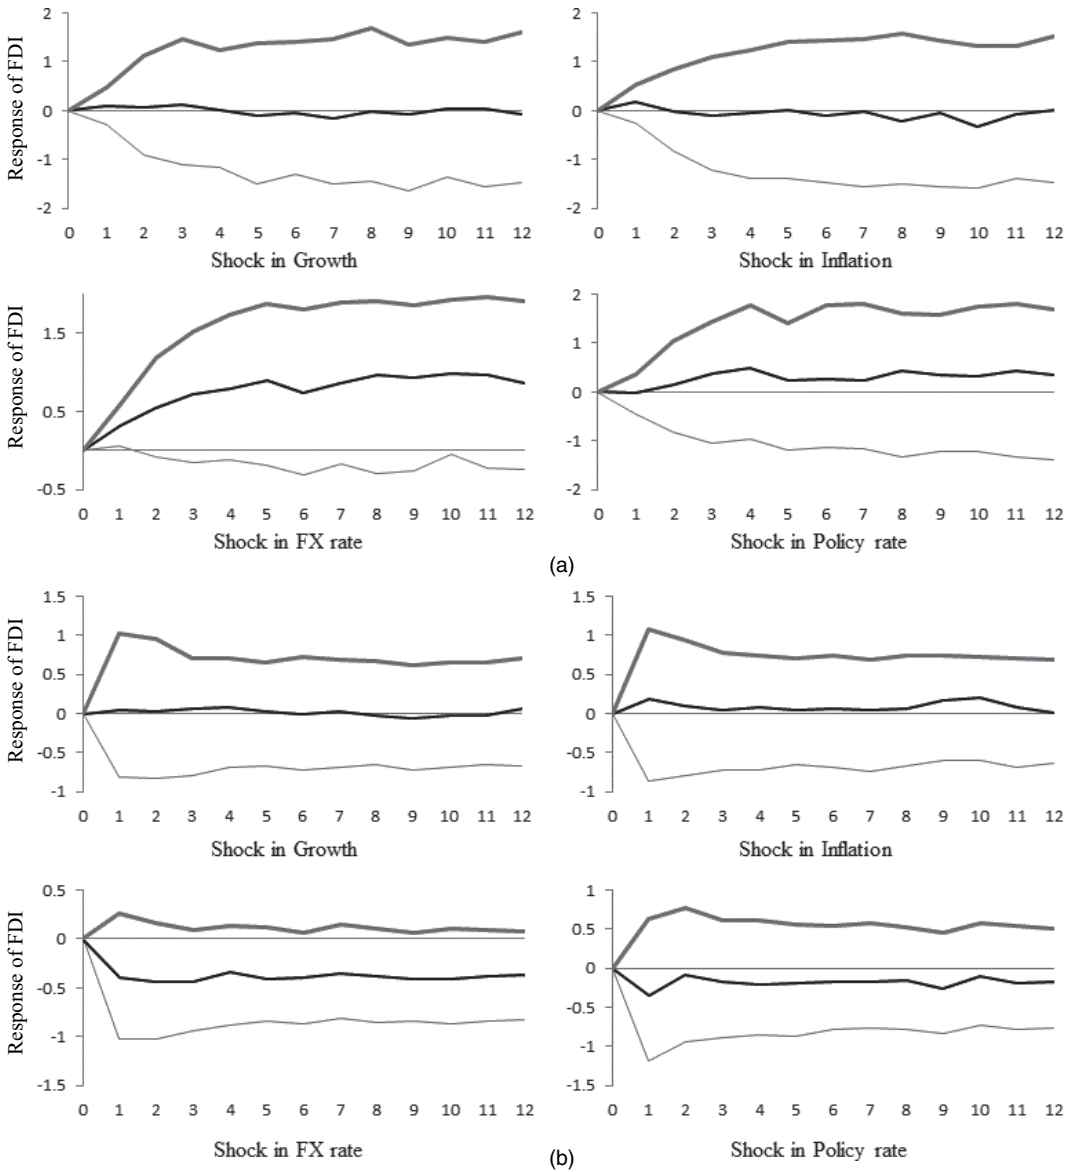 2
1
0
-1
-2
Response of FDI
0 1 2 3 4 5 6 7 8 9 10 11 12
Shock in Growth
2
1
0
-1
-2
0 1 2 3 4 5 6 7 8 9 10 11 12
Shock in Inflation
1.5
0.5
-0.5
Response of FDI
0 1 2 3 4 5 6 7 8 9 10 11 12
Shock in FX rate
2
1
0
-1
-2
0 1 2 3 4 5 6 7 8 9 10 11 12
Shock in Policy rate
(a)
1.5
1
0.5
0
-0.5
-1
Response of FDI
0 1 2 3 4 5 6 7 8 9 10 11 12
Shock in Growth
1.5
1
0.5
0
-0.5
-1
0 1 2 3 4 5 6 7 8 9 10 11 12
Shock in Inflation
0.5
0
-0.5
-1
-1.5
Response of FDI
0 1 2 3 4 5 6 7 8 9 10 11 12
Shock in FX rate
1
0.5
0
-0.5
-1
-1.5
0 1 2 3 4 5 6 7 8 9 10 11 12
Shock in Policy rate
(b)